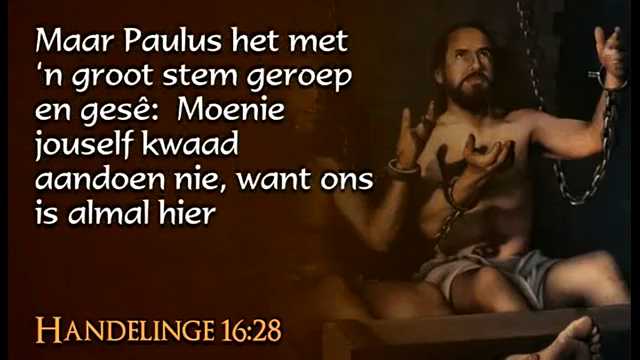 Maar Paulus het met
‘n groot stem geroep
en gesê:  Moenie
jouself kwaad
aandoen nie, want ons
is almal hier
HANDELINGE 16:28